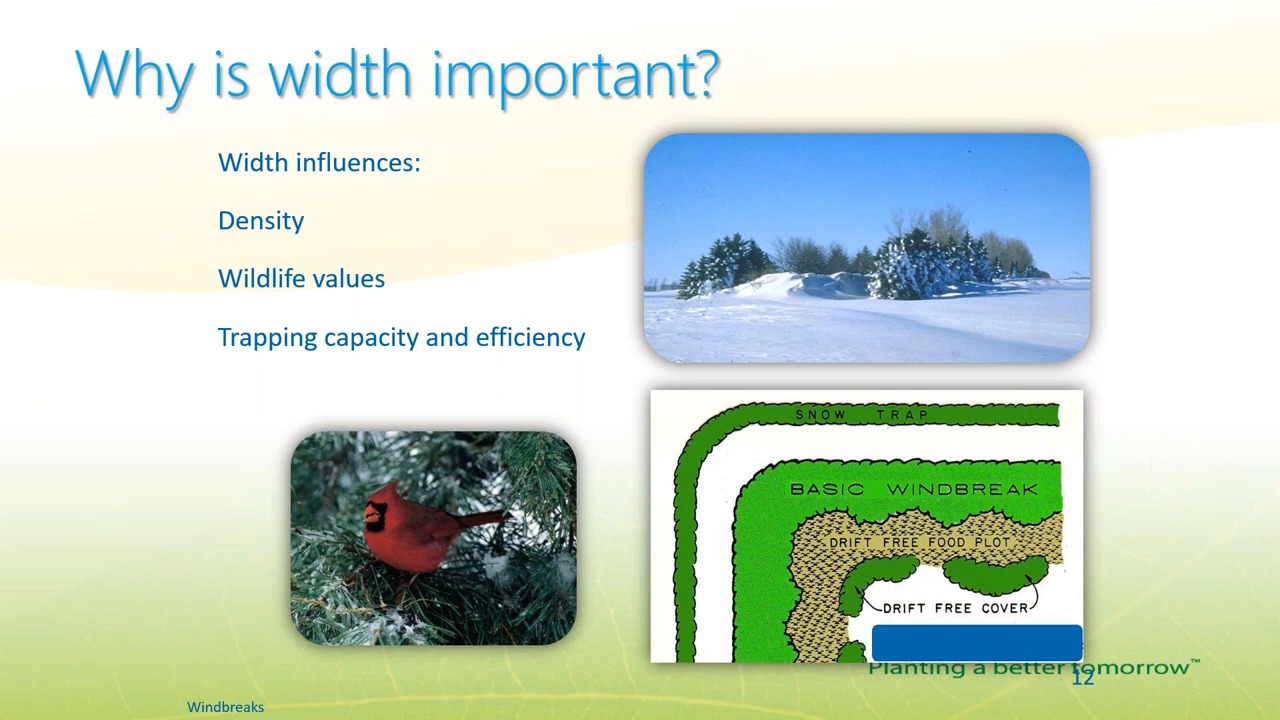 Why is width important?
Width influences:
Density
Wildlife values
Trapping capacity and efficiency
SNOW TRAP
BASIC WINDBREAK
DRIFT FREE FOOD PLOT
DRIFT FREE COVER
Planting a better tomorrow™
12
Windbreaks